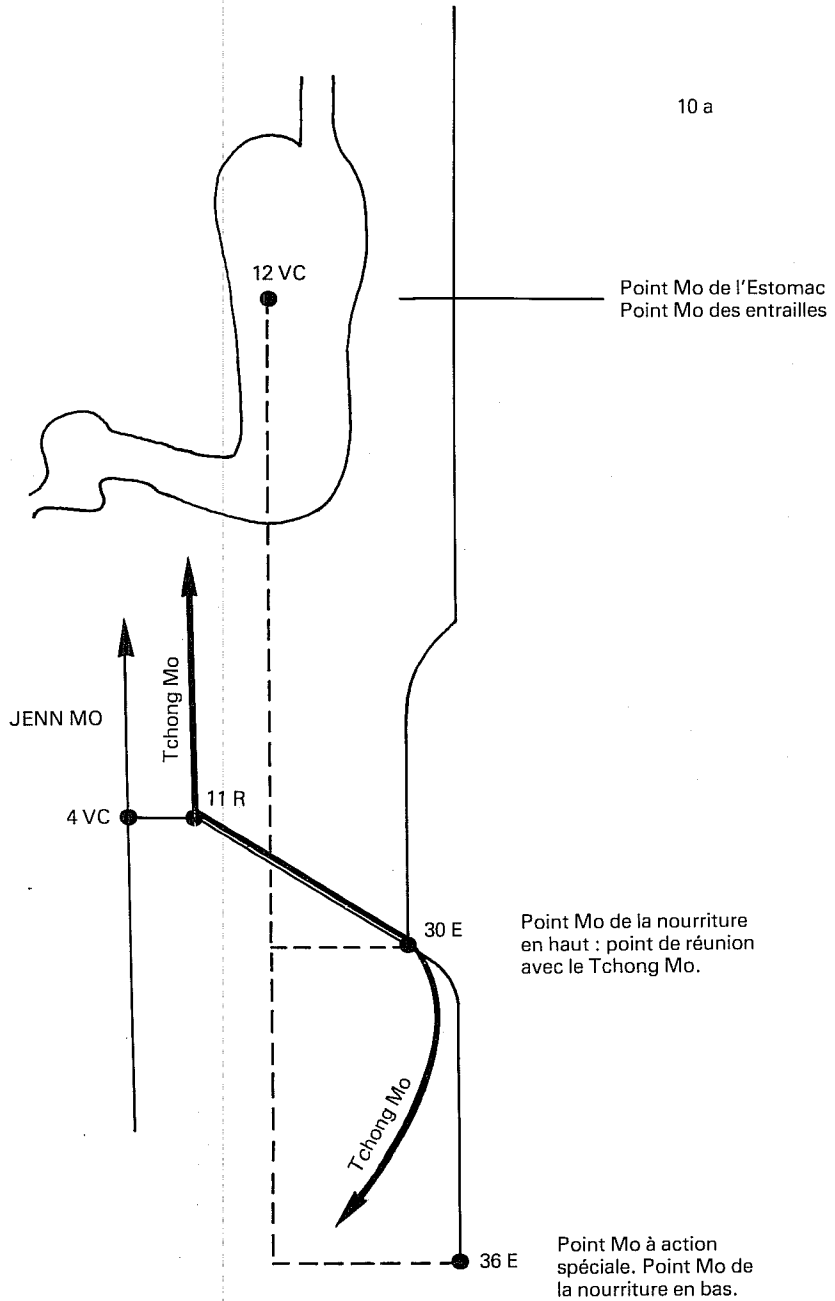 10 a
12 VC
Point Mo de l'Estomac
Point Mo des entrailles
Tchong Mo
JENN MO
11 R
4 VC
30 E
Point Mo de la nourriture
en haut : point de réunion
avec le Tchong Mo.
Tchong Mo
36 E
Point Mo à action
spéciale. Point Mo de
la nourriture en bas.